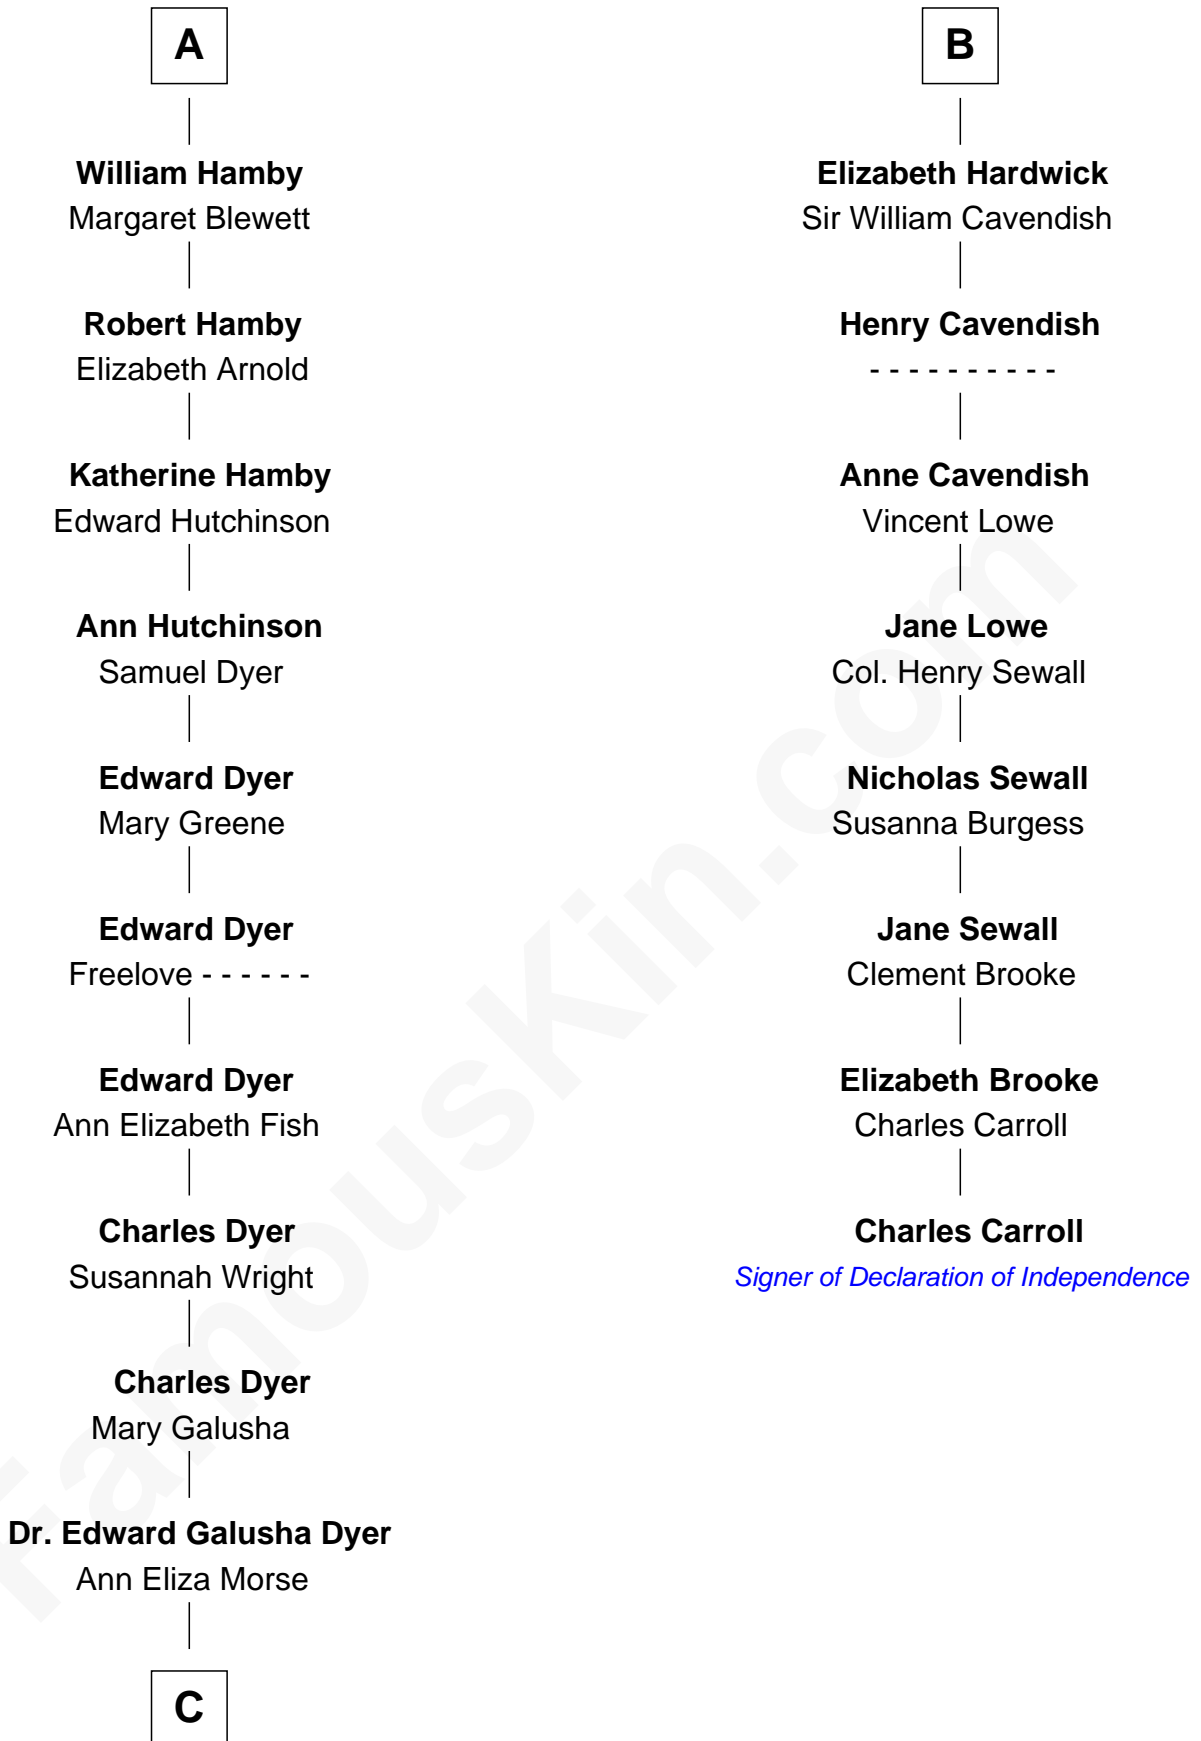 A
William Hamby
Margaret Blewett
Robert Hamby
Elizabeth Arnold
Katherine Hamby
Edward Hutchinson
Ann Hutchinson
Samuel Dyer
Edward Dyer
Mary Greene
Edward Dyer
Freelove - - - - - -
Edward Dyer
Ann Elizabeth Fish
Charles Dyer
Susannah Wright
Charles Dyer
Mary Galusha
Dr. Edward Galusha Dyer
Ann Eliza Morse
C
B
Elizabeth Hardwick
Sir William Cavendish
Henry Cavendish
- - - - - - - - - -
Anne Cavendish
Vincent Lowe
Jane Lowe
Col. Henry Sewall
Nicholas Sewall
Susanna Burgess
Jane Sewall
Clement Brooke
Elizabeth Brooke
Charles Carroll
Charles Carroll
Signer of Declaration of Independence
FamousKin.com